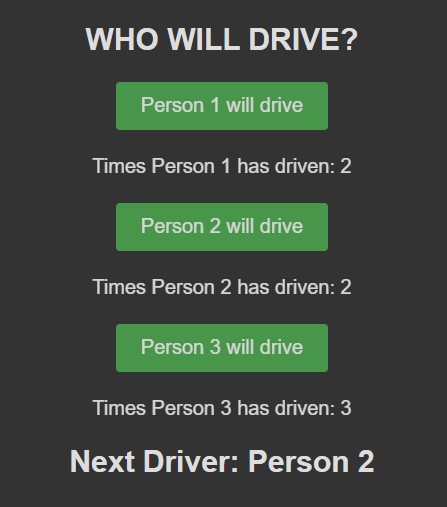 WHO WILL DRIVE?
Person 1 will drive
Times Person 1 has driven: 2
Person 2 will drive
Times Person 2 has driven: 2
Person 3 will drive
Times Person 3 has driven: 3
Next Driver: Person 2